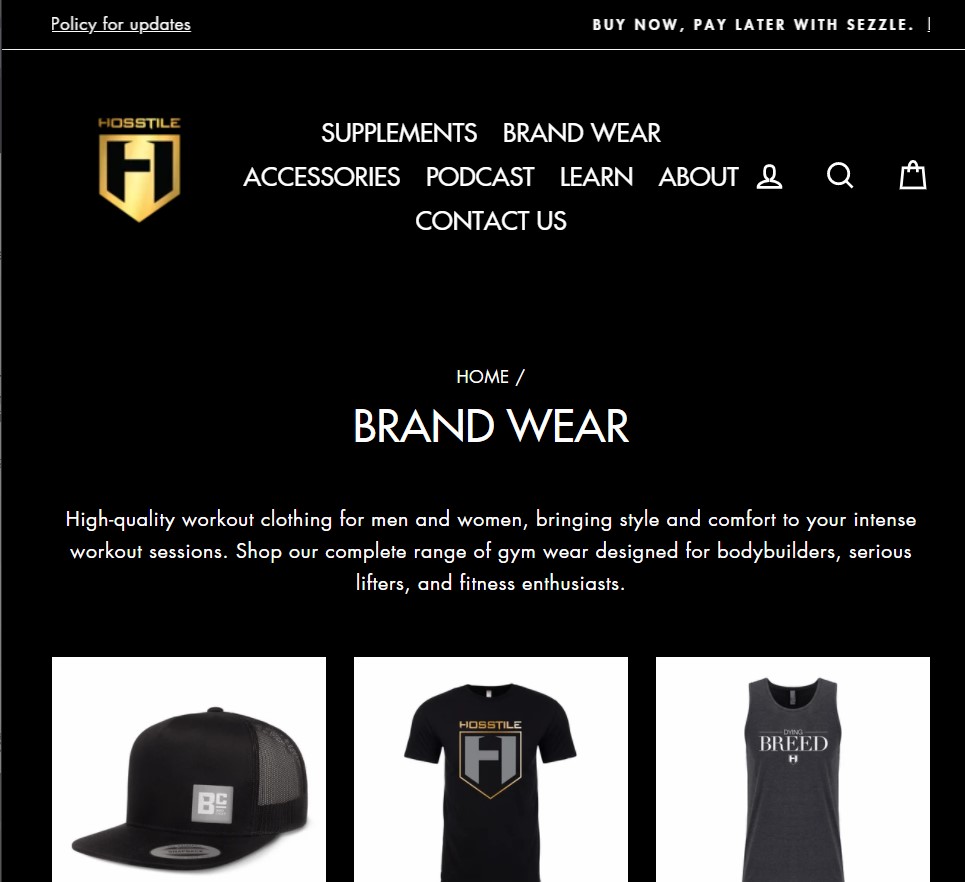 Policy for updates
BUY NOW, PAY LATER WITH SEZZLE.
HOSSTILE
H
SUPPLEMENTS BRAND WEAR
ACCESSORIES PODCAST LEARN ABOUT
CONTACT US
HOME /
BRAND WEAR
High-quality workout clothing for men and women, bringing style and comfort to your intense
workout sessions. Shop our complete range of gym wear designed for bodybuilders, serious
lifters, and fitness enthusiasts.
BC
HOSSTILE
H
DYING
BREED
H